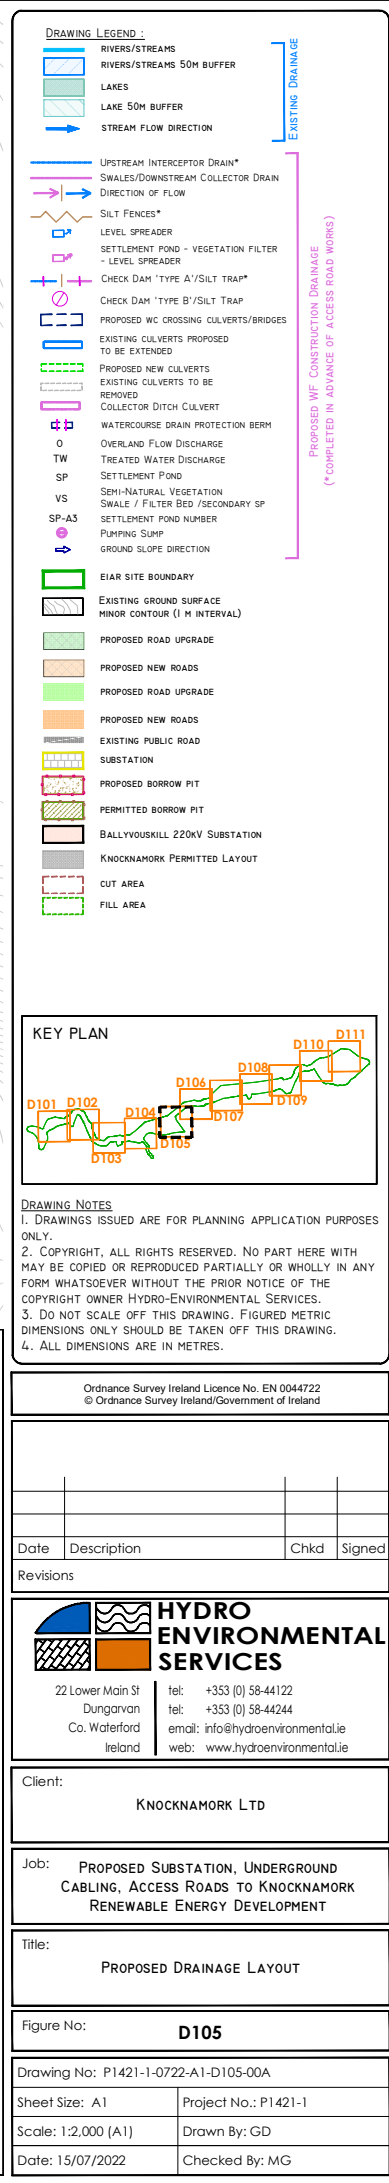 DRAWING LEGEND :
RIVERS/STREAMS
RIVERS/STREAMS 50M BUFFER
LAKES
LAKE 50M BUFFER
STREAM FLOW DIRECTION
EXISTING DRAINAGE
UPSTREAM INTERCEPTOR DRAIN*
SWALES/DOWNSTREAM COLLECTOR DRAIN
DIRECTION OF FLOW
SILT FENCES*
LEVEL SPREADER
SETTLEMENT POND - VEGETATION FILTER
- LEVEL SPREADER
CHECK DAM 'TYPE A'/SILT TRAP*
CHECK DAM 'TYPE B'/SILT TRAP
PROPOSED WC CROSSING CULVERTS/BRIDGES
EXISTING CULVERTS PROPOSED
TO BE EXTENDED
PROPOSED NEW CULVERTS
EXISTING CULVERTS TO BE
REMOVED
COLLECTOR DITCH CULVERT
WATERCOURSE DRAIN PROTECTION BERM
O OVERLAND FLOW DISCHARGE
TW TREATED WATER DISCHARGE
SP SETTLEMENT POND
VS SEMI-NATURAL VEGETATION
SWALE / FILTER BED /SECONDARY SP
SP-A3 SETTLEMENT POND NUMBER
PUMPING SUMP
GROUND SLOPE DIRECTION
PROPOSED WF CONSTRUCTION DRAINAGE
(*COMPLETED IN ADVANCE OF ACCESS ROAD WORKS)
EIAR SITE BOUNDARY
EXISTING GROUND SURFACE
MINOR CONTOUR (1 M INTERVAL)
PROPOSED ROAD UPGRADE
PROPOSED NEW ROADS
PROPOSED ROAD UPGRADE
PROPOSED NEW ROADS
EXISTING PUBLIC ROAD
SUBSTATION
PROPOSED BORROW PIT
PERMITTED BORROW PIT
BALLYVOUSKILL 220KV SUBSTATION
KNOCKNAMORK PERMITTED LAYOUT
CUT AREA
FILL AREA
KEY PLAN
D101
D102
D103
D104
D105
D106
D107
D108
D109
D110
D111
DRAWING NOTES
1. DRAWINGS ISSUED ARE FOR PLANNING APPLICATION PURPOSES
ONLY.
2. COPYRIGHT, ALL RIGHTS RESERVED. NO PART HERE WITH
MAY BE COPIED OR REPRODUCED PARTIALLY OR WHOLLY IN ANY
FORM WHATSOEVER WITHOUT THE PRIOR NOTICE OF THE
COPYRIGHT OWNER HYDRO-ENVIRONMENTAL SERVICES.
3. DO NOT SCALE OFF THIS DRAWING. FIGURED METRIC
DIMENSIONS ONLY SHOULD BE TAKEN OFF THIS DRAWING.
4. ALL DIMENSIONS ARE IN METRES.
Ordnance Survey Ireland Licence No. EN 0044722
© Ordnance Survey Ireland/Government of Ireland
Date Description Chkd Signed
Revisions
HYDRO
ENVIRONMENTAL
SERVICES
22 Lower Main St tel: +353 (0) 58-44122
Dungarvan tel: +353 (0) 58-44244
Co. Waterford email: info@hydroenvironmental.ie
Ireland web: www.hydroenvironmental.ie
Client:
KNOCKNAMORK LTD
Job: PROPOSED SUBSTATION, UNDERGROUND
CABLING, ACCESS ROADS TO KNOCKNAMORK
RENEWABLE ENERGY DEVELOPMENT
Title:
PROPOSED DRAINAGE LAYOUT
Figure No: D105
Drawing No: P1421-1-0722-A1-D105-00A
Sheet Size: A1 Project No.: P1421-1
Scale: 1:2,000 (A1) Drawn By: GD
Date: 15/07/2022 Checked By: MG